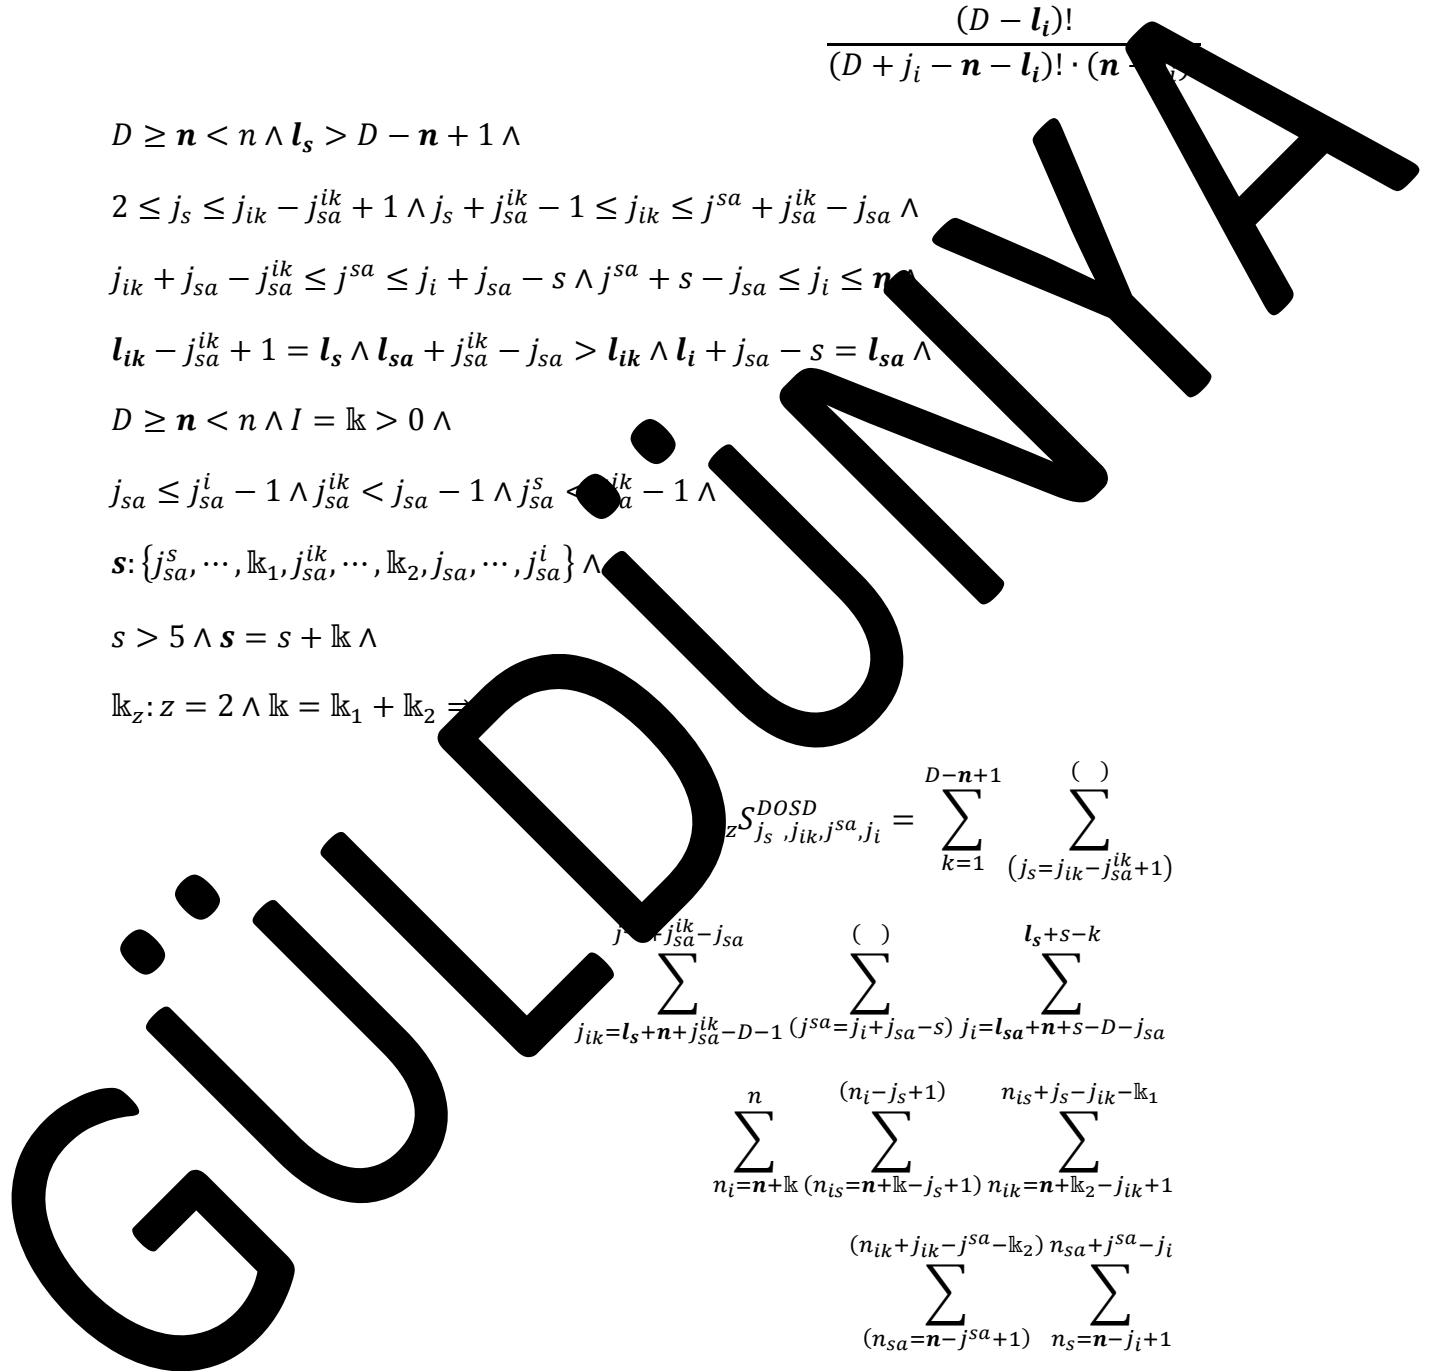 (D − l_i)!
(D + j_i − n − l_i)! · (n
D ≥ n < n ∧ l_s > D − n + 1 ∧
2 ≤ j_s ≤ j_ik − j_sa^ik + 1 ∧ j_s + j_sa^ik − 1 ≤ j_ik ≤ j^sa + j_sa^ik − j_sa ∧
j_ik + j_sa − j_sa^ik ≤ j^sa ≤ j_i + j_sa − s ∧ j^sa + s − j_sa ≤ j_i ≤ n ∧
l_ik − j_sa^ik + 1 = l_s ∧ l_sa + j_sa^ik − j_sa > l_ik ∧ l_i + j_sa − s = l_sa ∧
D ≥ n < n ∧ I = 𝕜 > 0 ∧
j_sa ≤ j_sa^i − 1 ∧ j_sa^ik < j_sa − 1 ∧ j_sa^s < ^ik − 1 ∧
s: {j_sa^s, ⋯ , 𝕜_1, j_sa^ik, ⋯ , 𝕜_2, j_sa, ⋯ , j_sa^i} ∧
s > 5 ∧ s = s + 𝕜 ∧
𝕜_z: z = 2 ∧ 𝕜 = 𝕜_1 + 𝕜_2 ⇒
_z S^DOSD_{j_s ,j_ik,j^sa,j_i} = ∑_{k=1}^{D−n+1} ∑_{(j_s=j_ik−j_sa^ik+1)}^{( )}
∑_{j_ik=l_s+n+j_sa^ik−D−1}^{+j_sa^ik−j_sa} ∑_{(j^sa=j_i+j_sa−s)}^{( )} ∑_{j_i=l_sa+n+s−D−j_sa}^{l_s+s−k}
∑_{n_i=n+𝕜}^{n} ∑_{(n_is=n+𝕜−j_s+1)}^{(n_i−j_s+1)} ∑_{n_ik=n+𝕜_2−j_ik+1}^{n_is+j_s−j_ik−𝕜_1}
∑_{(n_sa=n−j^sa+1)}^{(n_ik+j_ik−j^sa−𝕜_2)} ∑_{n_s=n−j_i+1}^{n_sa+j^sa−j_i}
GÜLDÜNYA